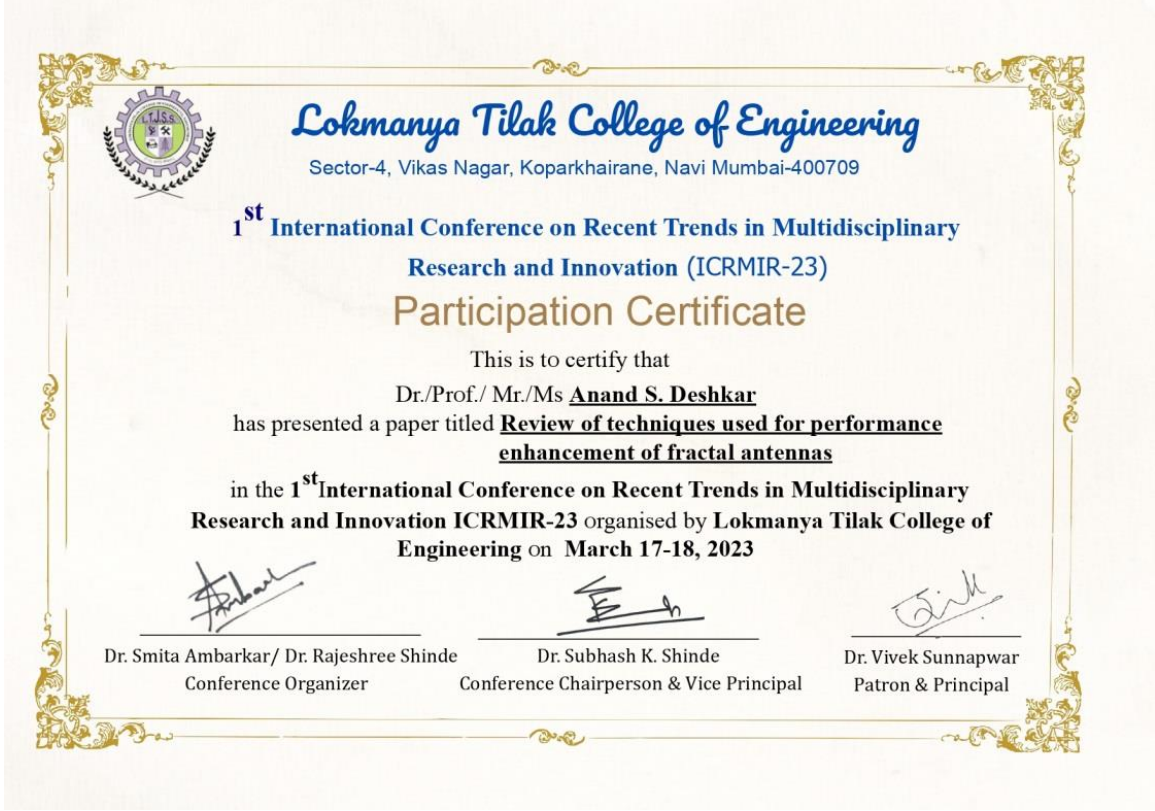 L.T.J.S.S.
Lokmanya Tilak College of Engineering
Sector-4, Vikas Nagar, Koparkhairane, Navi Mumbai-400709
1st International Conference on Recent Trends in Multidisciplinary
Research and Innovation (ICRMIR-23)
Participation Certificate
This is to certify that
Dr./Prof./ Mr./Ms Anand S. Deshkar
has presented a paper titled Review of techniques used for performance
enhancement of fractal antennas
in the 1stInternational Conference on Recent Trends in Multidisciplinary
Research and Innovation ICRMIR-23 organised by Lokmanya Tilak College of
Engineering on March 17-18, 2023
Dr. Smita Ambarkar/ Dr. Rajeshree Shinde
Conference Organizer
Dr. Subhash K. Shinde
Conference Chairperson & Vice Principal
Dr. Vivek Sunnapwar
Patron & Principal